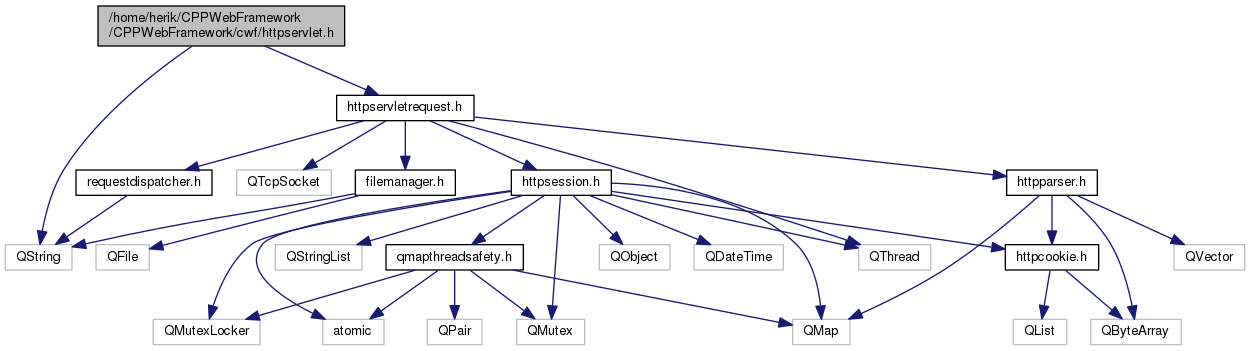 /home/herik/CPPWebFramework
/CPPWebFramework/cwf/httpservlet.h
httpservletrequest.h
requestdispatcher.h
QTcpSocket
filemanager.h
httpsession.h
httpparser.h
QString
QFile
QStringList
qmapthreadsafety.h
QObject
QDateTime
QThread
httpcookie.h
QVector
QMutexLocker
atomic
QPair
QMutex
QMap
QList
QByteArray